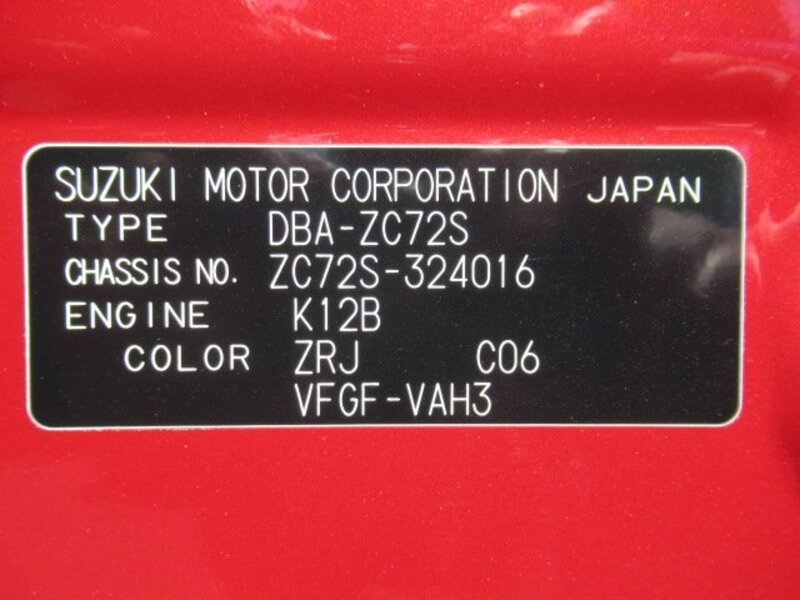 SUZUKI MOTOR CORPORATION JAPAN
TYPE DBA-ZC72S
CHASSIS NO. ZC72S-324016
ENGINE K12B
COLOR ZRJ C06
VFGF-VAH3